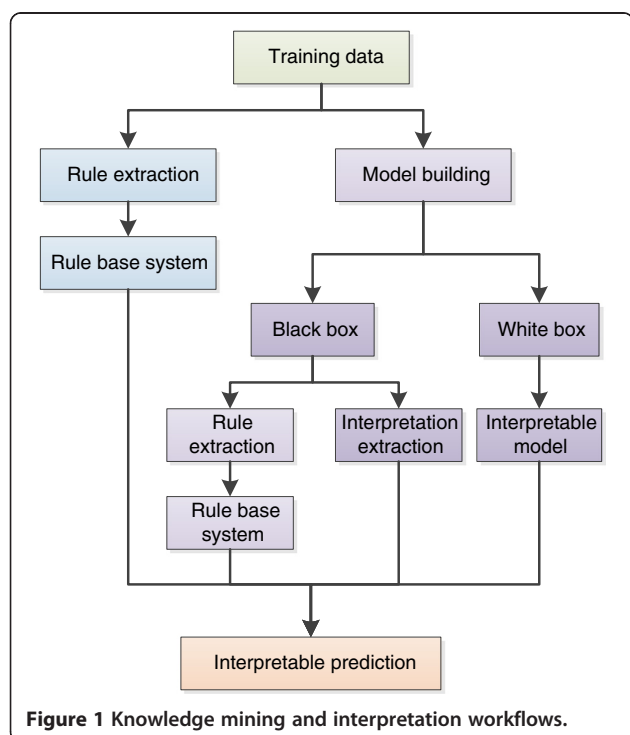 Training data
Rule extraction
Model building
Rule base system
Black box
White box
Rule
extraction
Interpretation
extraction
Interpretable
model
Rule base
system
Interpretable prediction
Figure 1 Knowledge mining and interpretation workflows.